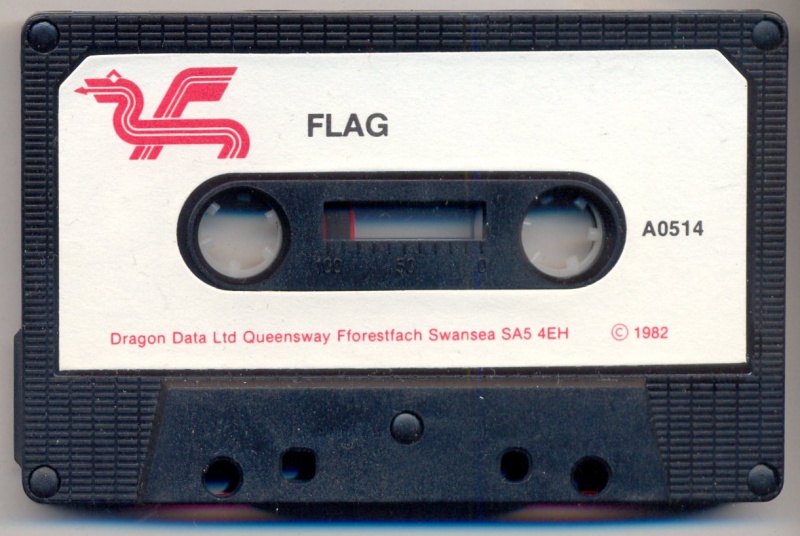 FLAG
A0514
100 50 0
Dragon Data Ltd Queensway Fforestfach Swansea SA5 4EH © 1982